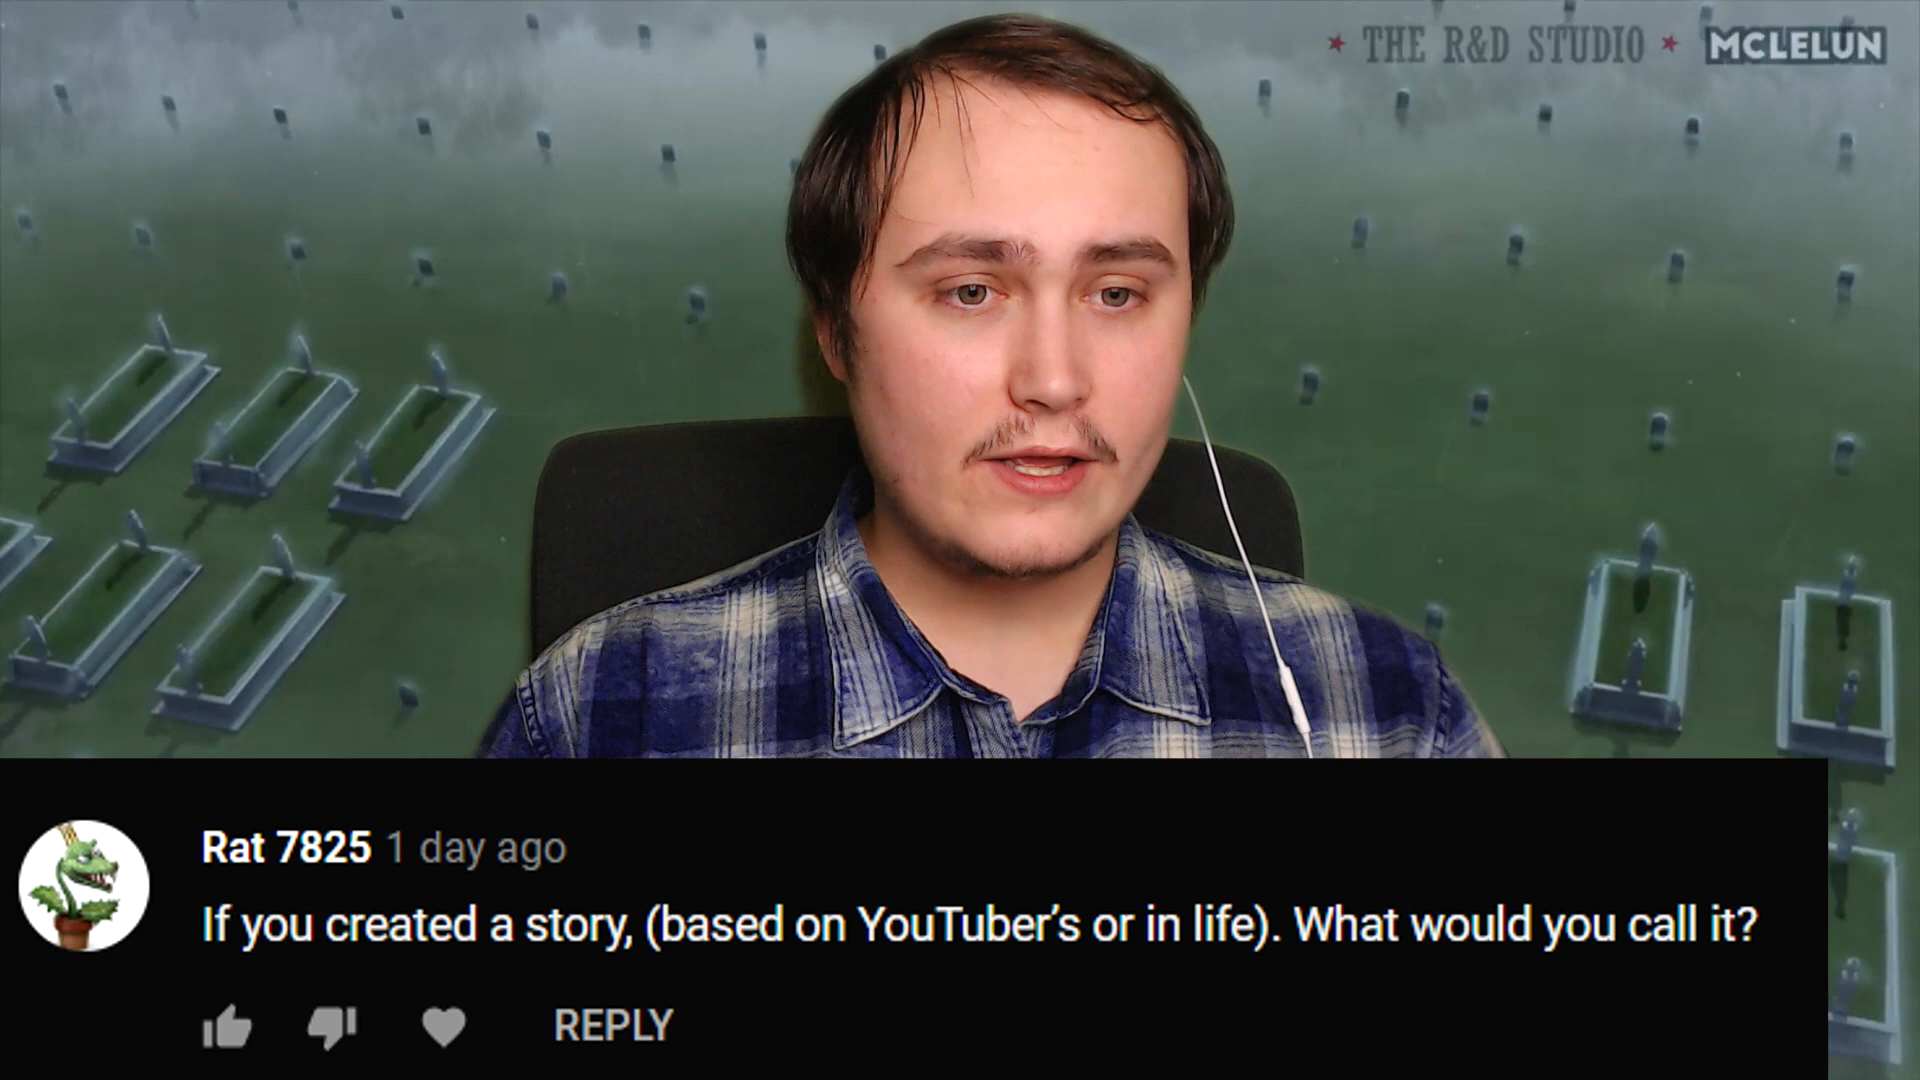 ★ THE R&D STUDIO ★ MCLELUN
Rat 7825 1 day ago
If you created a story, (based on YouTuber’s or in life). What would you call it?
REPLY